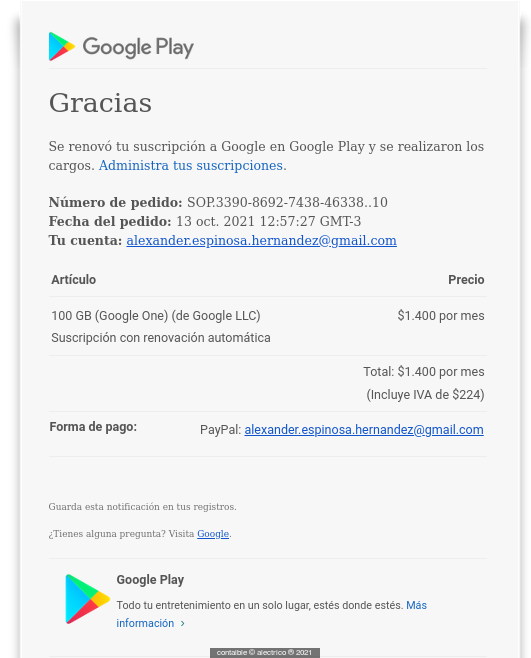 Google Play
Gracias
Se renovó tu suscripción a Google en Google Play y se realizaron los
cargos. Administra tus suscripciones.
Número de pedido: SOP.3390-8692-7438-46338..10
Fecha del pedido: 13 oct. 2021 12:57:27 GMT-3
Tu cuenta: alexander.espinosa.hernandez@gmail.com
Artículo Precio
100 GB (Google One) (de Google LLC) $1.400 por mes
Suscripción con renovación automática
Total: $1.400 por mes
(Incluye IVA de $224)
Forma de pago: PayPal: alexander.espinosa.hernandez@gmail.com
Guarda esta notificación en tus registros.
¿Tienes alguna pregunta? Visita Google.
Google Play
Todo tu entretenimiento en un solo lugar, estés donde estés. Más
información ›
contaible © alectrico ® 2021